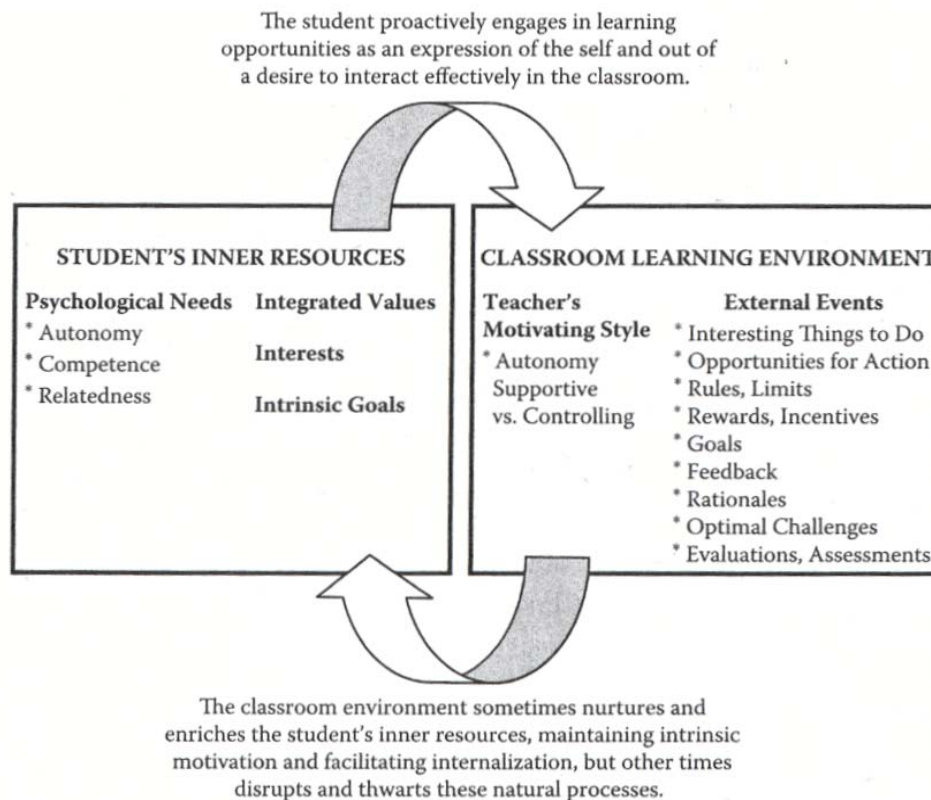 The student proactively engages in learning
opportunities as an expression of the self and out of
a desire to interact effectively in the classroom.
STUDENT'S INNER RESOURCES
Psychological Needs
* Autonomy
* Competence
* Relatedness
Integrated Values
Interests
Intrinsic Goals
CLASSROOM LEARNING ENVIRONMENT
Teacher's
Motivating Style
* Autonomy
Supportive
vs. Controlling
External Events
* Interesting Things to Do
* Opportunities for Action
* Rules, Limits
* Rewards, Incentives
* Goals
* Feedback
* Rationales
* Optimal Challenges
* Evaluations, Assessments
The classroom environment sometimes nurtures and
enriches the student's inner resources, maintaining intrinsic
motivation and facilitating internalization, but other times
disrupts and thwarts these natural processes.